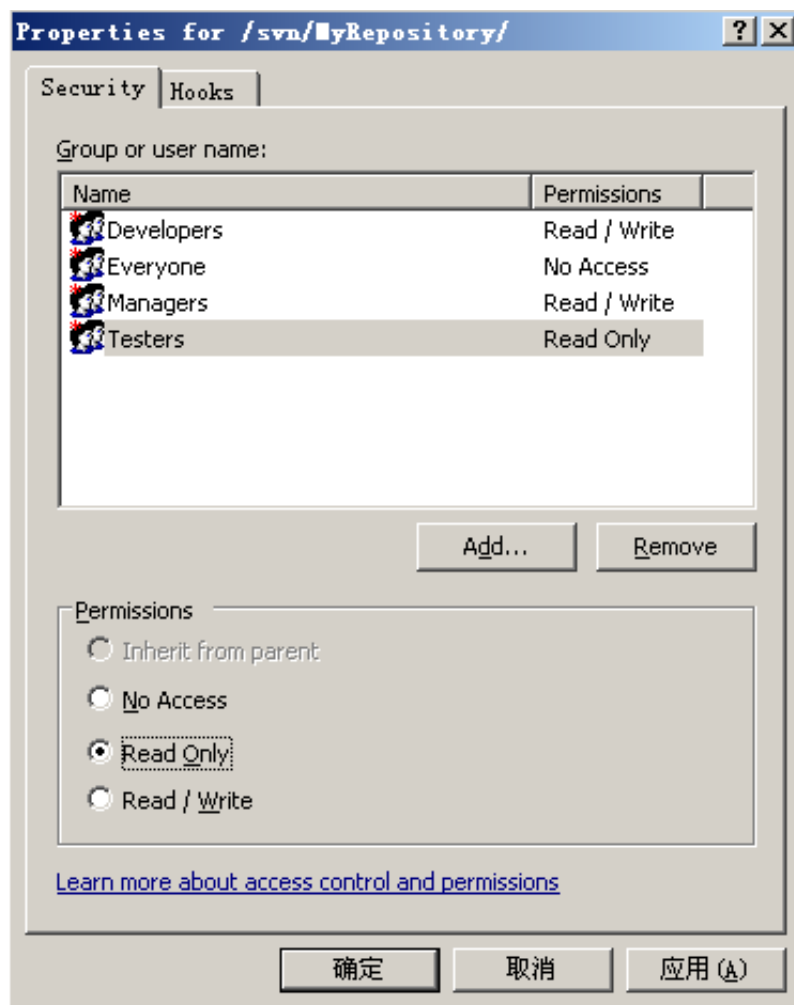 Properties for /svn/MyRepository/
Security Hooks
Group or user name:
Name Permissions
Developers Read / Write
Everyone No Access
Managers Read / Write
Testers Read Only
Add... Remove
Permissions
Inherit from parent
No Access
Read Only
Read / Write
Learn more about access control and permissions
确定 取消 应用(A)